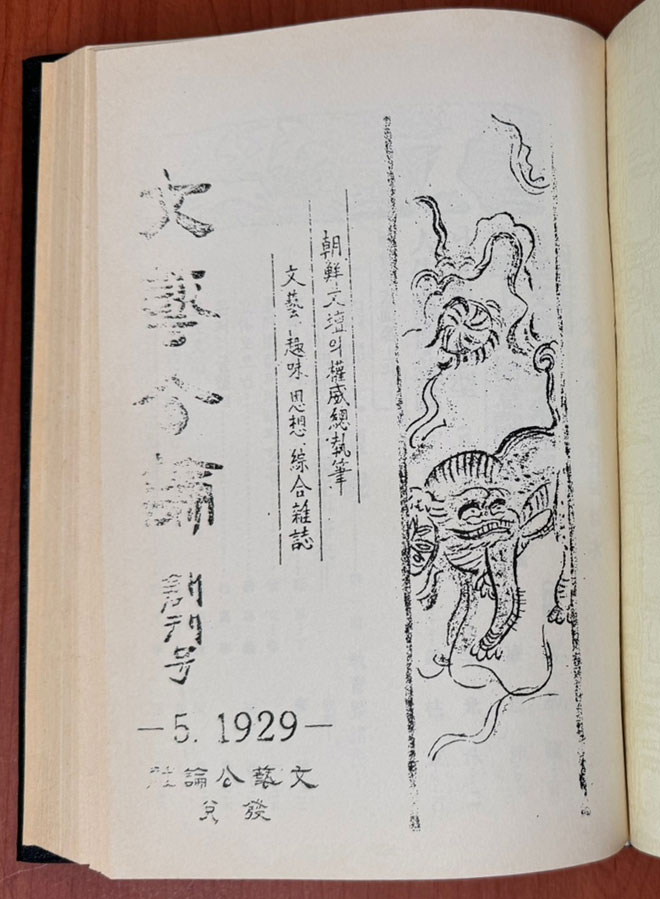 朝鮮文壇의權威總執筆
文藝 趣味 思想 綜合雜誌
文藝公論
創刊号
-5. 1929-
文藝公論社
發兌